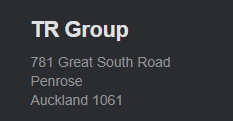 TR Group
781 Great South Road
Penrose
Auckland 1061